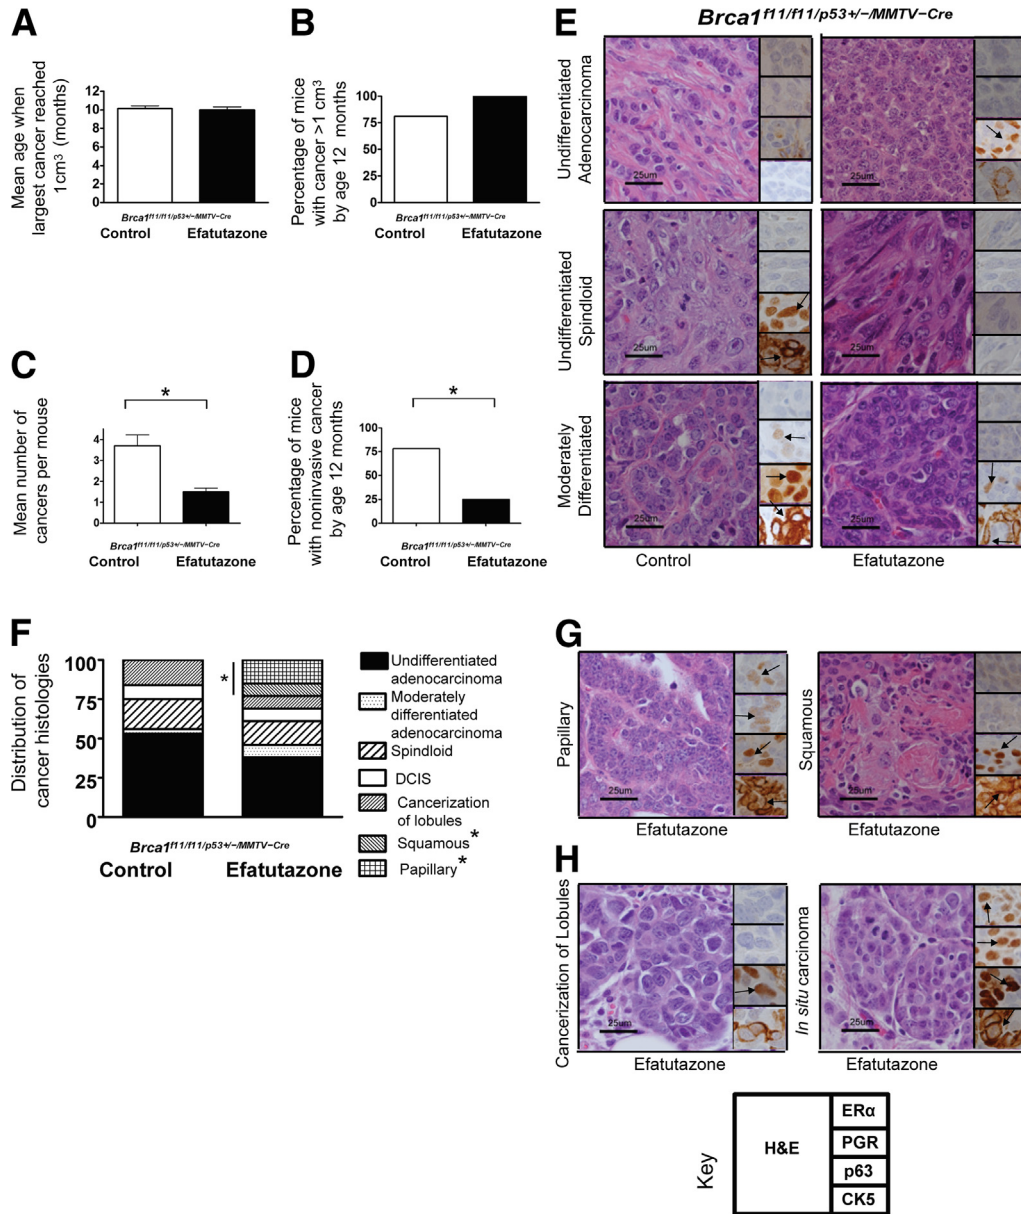 A
Mean age when
largest cancer reached
1cm³ (months)
12
10
8
6
4
2
0
Brca1f11/f11/p53+/−/MMTV−Cre
Control Efatutazone
B
Percentage of mice
with cancer >1 cm³
by age 12 months
100
75
50
25
0
Brca1f11/f11/p53+/−/MMTV−Cre
Control Efatutazone
C
Mean number of
cancers per mouse
*
4
3
2
1
0
Brca1f11/f11/p53+/−/MMTV−Cre
Control Efatutazone
D
Percentage of mice
with noninvasive cancer
by age 12 months
*
100
75
50
25
0
Brca1f11/f11/p53+/−/MMTV−Cre
Control Efatutazone
E
Brca1f11/f11/p53+/−/MMTV−Cre
Undifferentiated
Adenocarcinoma
25um
25um
Undifferentiated
Spindloid
25um
25um
Moderately
Differentiated
25um
25um
Control
Efatutazone
F
Distribution of
cancer histologies
100
75
50
25
0
*
Brca1f11/f11/p53+/−/MMTV−Cre
Control Efatutazone
Undifferentiated
adenocarcinoma
Moderately
differentiated
adenocarcinoma
Spindloid
DCIS
Cancerization
of lobules
Squamous*
Papillary*
G
Papillary
25um
Efatutazone
Squamous
25um
Efatutazone
H
Cancerization of Lobules
25um
Efatutazone
In situ carcinoma
25um
Efatutazone
Key
H&E
ERα
PGR
p63
CK5